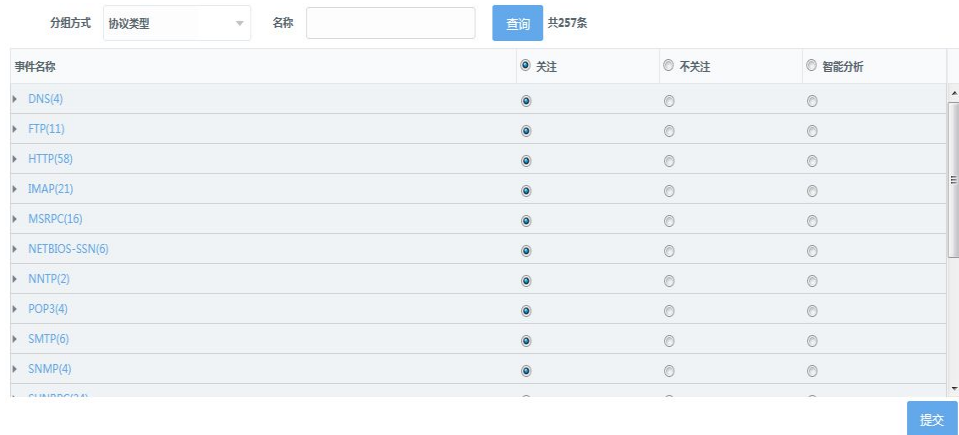 分组方式 协议类型 名称 查询 共257条
事件名称 关注 不关注 智能分析
DNS(4)
FTP(11)
HTTP(58)
IMAP(21)
MSRPC(16)
NETBIOS-SSN(6)
NNTP(2)
POP3(4)
SMTP(6)
SNMP(4)
提交